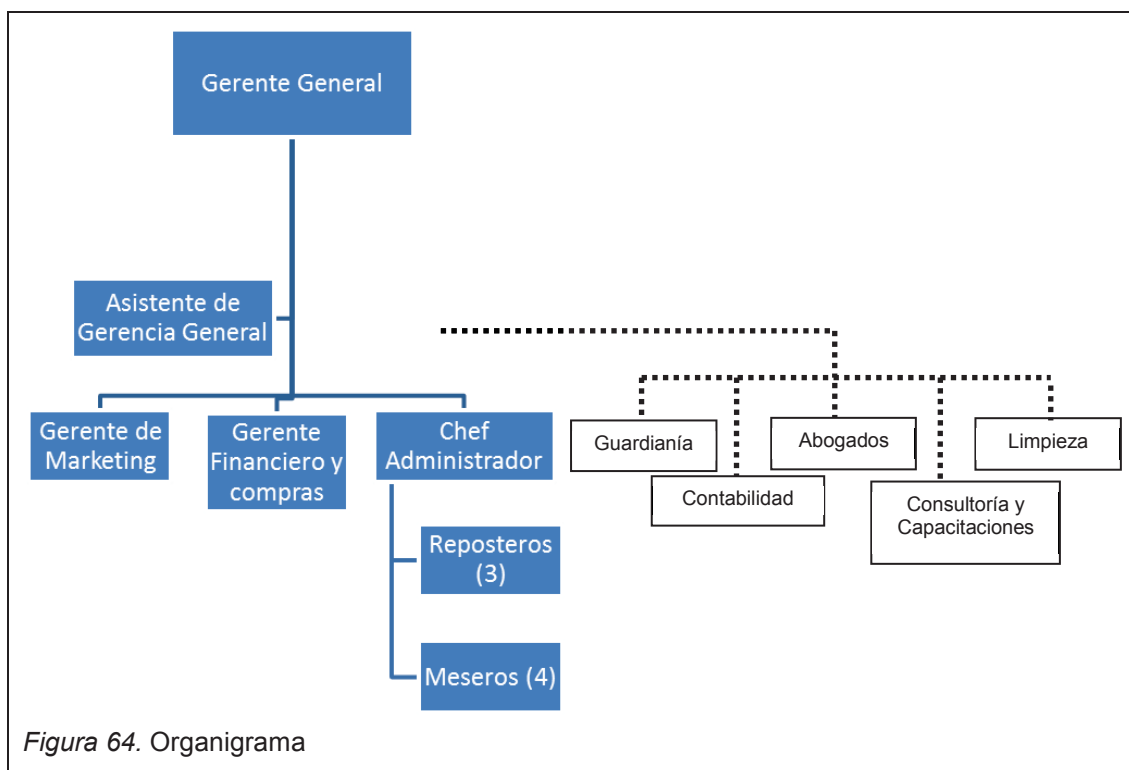 Gerente General
Asistente de
Gerencia General
Gerente de
Marketing
Gerente
Financiero y
compras
Chef
Administrador
Reposteros
(3)
Meseros (4)
Guardianía
Contabilidad
Abogados
Consultoría y
Capacitaciones
Limpieza
Figura 64. Organigrama